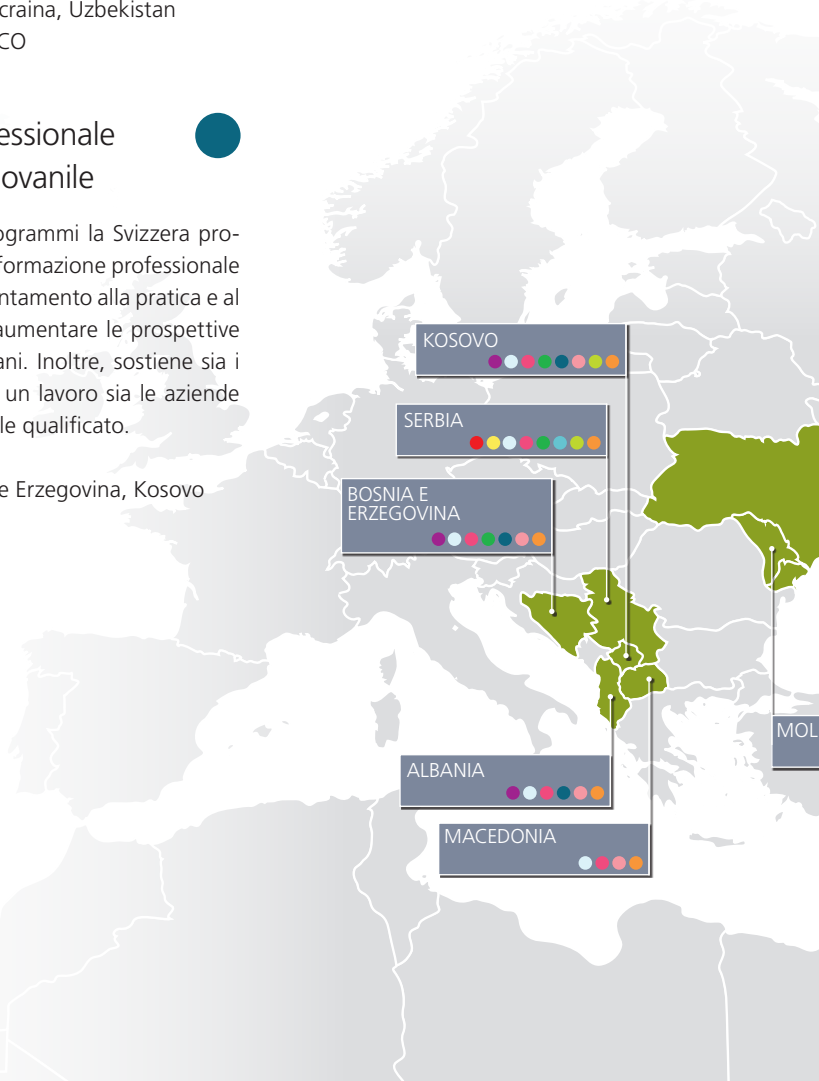 craina, Uzbekistan
CO
essionale
ovanile
ogrammi la Svizzera pro-
formazione professionale
ntamento alla pratica e al
aumentare le prospettive
ani. Inoltre, sostiene sia i
un lavoro sia le aziende
le qualificato.
e Erzegovina, Kosovo
KOSOVO
SERBIA
BOSNIA E
ERZEGOVINA
MOL
ALBANIA
MACEDONIA